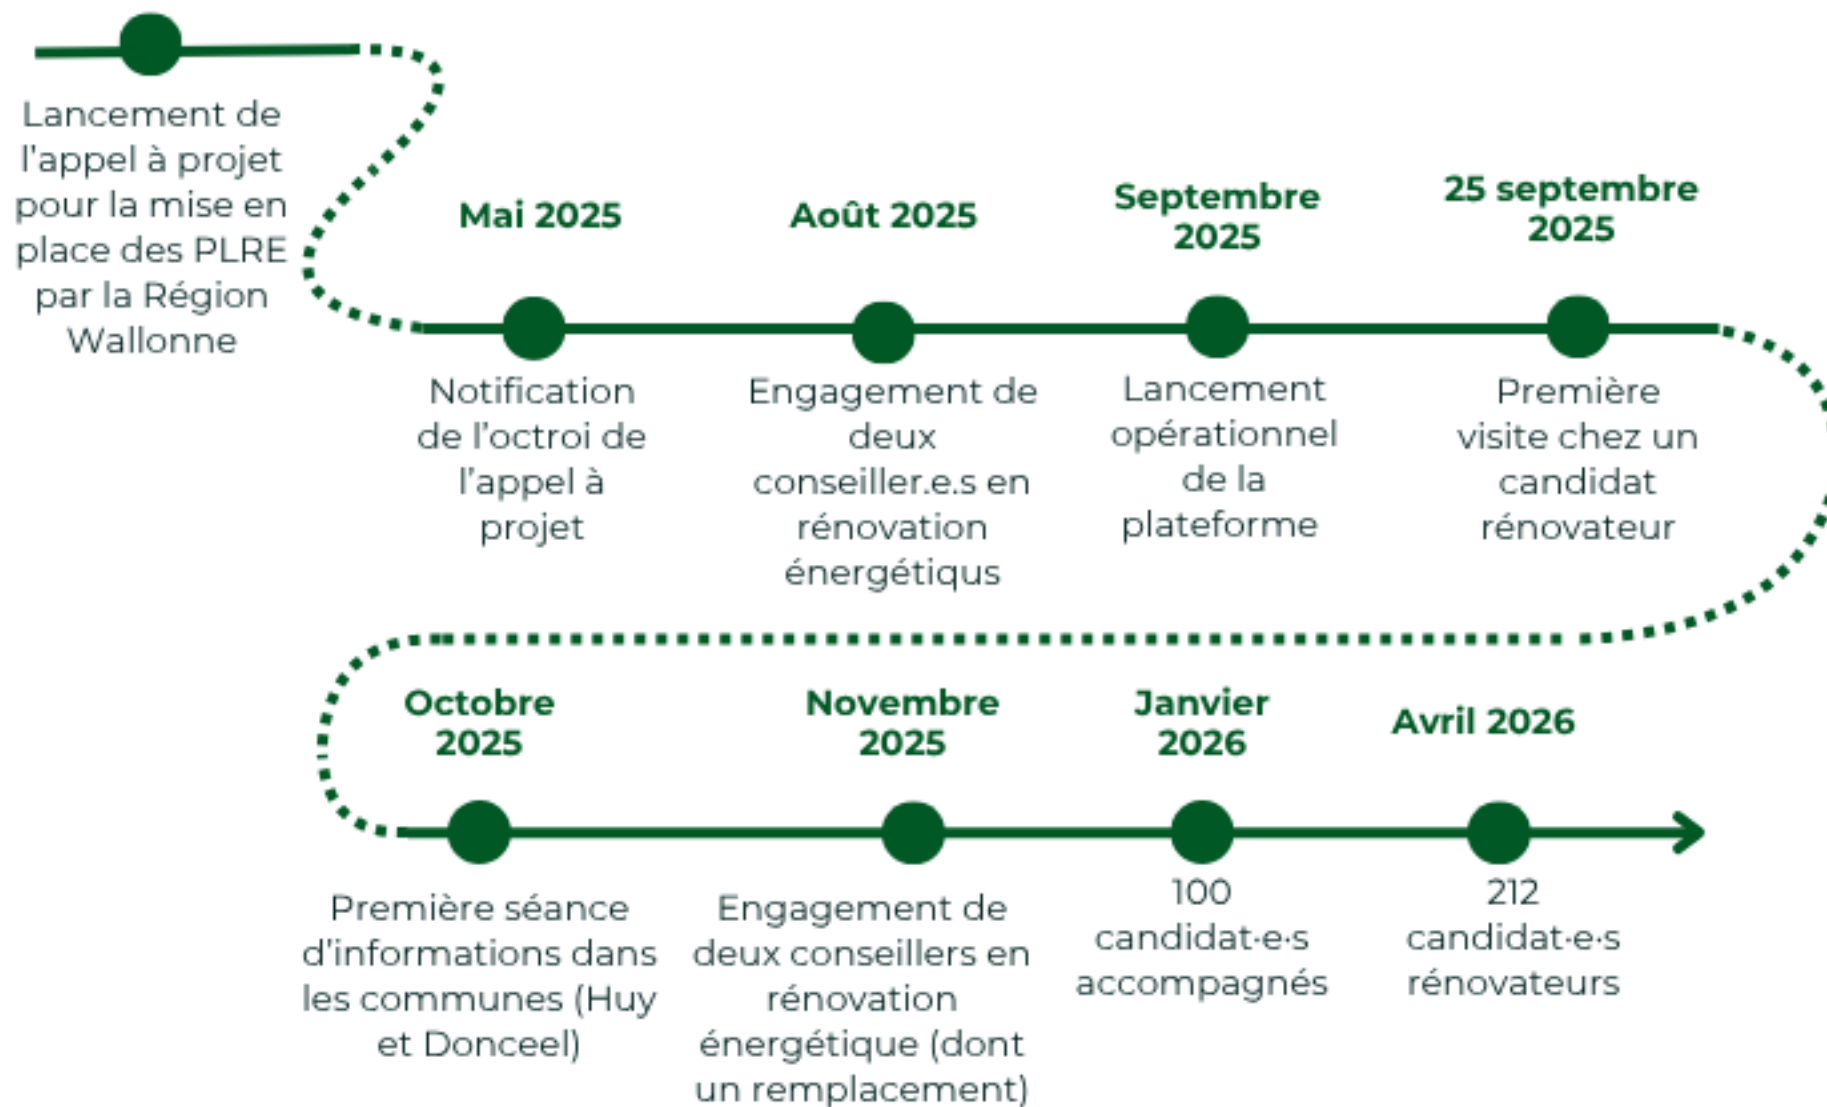 Lancement de
l'appel à projet
pour la mise en
place des PLRE
par la Région
Wallonne
Mai 2025
Notification
de l'octroi de
l'appel à
projet
Août 2025
Engagement de
deux
conseiller.e.s en
rénovation
énergétiqus
Septembre
2025
Lancement
opérationnel
de la
plateforme
25 septembre
2025
Première
visite chez un
candidat
rénovateur
Octobre
2025
Première séance
d'informations dans
les communes (Huy
et Donceel)
Novembre
2025
Engagement de
deux conseillers en
rénovation
énergétique (dont
un remplacement)
Janvier
2026
100
candidat·e·s
accompagnés
Avril 2026
212
candidat·e·s
rénovateurs